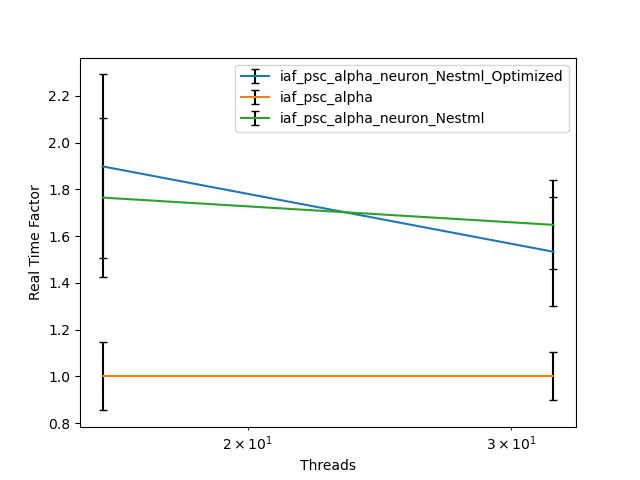 iaf_psc_alpha_neuron_Nestml_Optimized
iaf_psc_alpha
iaf_psc_alpha_neuron_Nestml
2.2
2.0
1.8
1.6
1.4
1.2
1.0
0.8
Real Time Factor
2 × 10¹
3 × 10¹
Threads